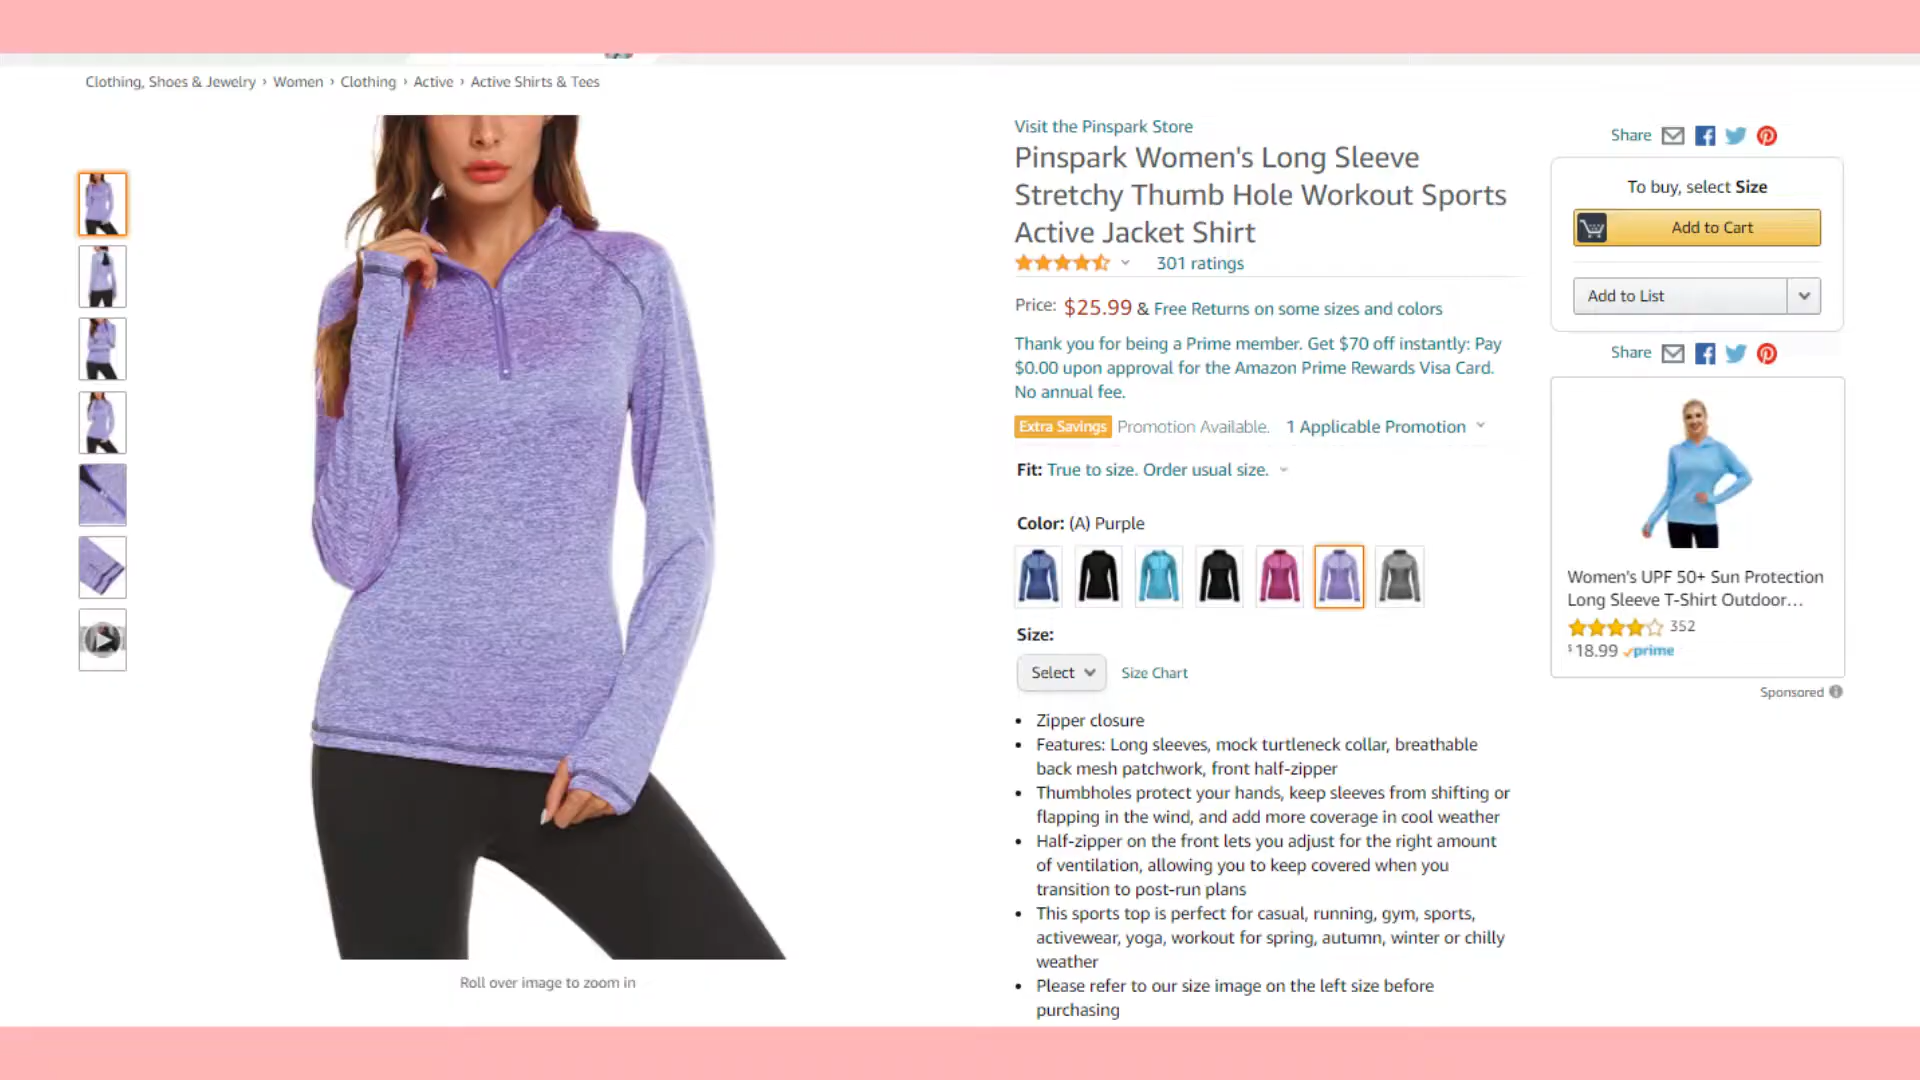 Clothing, Shoes & Jewelry › Women › Clothing › Active › Active Shirts & Tees
Roll over image to zoom in
Visit the Pinspark Store
Pinspark Women's Long Sleeve
Stretchy Thumb Hole Workout Sports
Active Jacket Shirt
301 ratings
Price: $25.99 & Free Returns on some sizes and colors
Thank you for being a Prime member. Get $70 off instantly: Pay
$0.00 upon approval for the Amazon Prime Rewards Visa Card.
No annual fee.
Extra Savings Promotion Available. 1 Applicable Promotion
Fit: True to size. Order usual size.
Color: (A) Purple
Size:
Select Size Chart
• Zipper closure
• Features: Long sleeves, mock turtleneck collar, breathable
back mesh patchwork, front half-zipper
• Thumbholes protect your hands, keep sleeves from shifting or
flapping in the wind, and add more coverage in cool weather
• Half-zipper on the front lets you adjust for the right amount
of ventilation, allowing you to keep covered when you
transition to post-run plans
• This sports top is perfect for casual, running, gym, sports,
activewear, yoga, workout for spring, autumn, winter or chilly
weather
• Please refer to our size image on the left size before
purchasing
Share
To buy, select Size
Add to Cart
Add to List
Share
Women's UPF 50+ Sun Protection
Long Sleeve T-Shirt Outdoor...
352
$18.99 prime
Sponsored